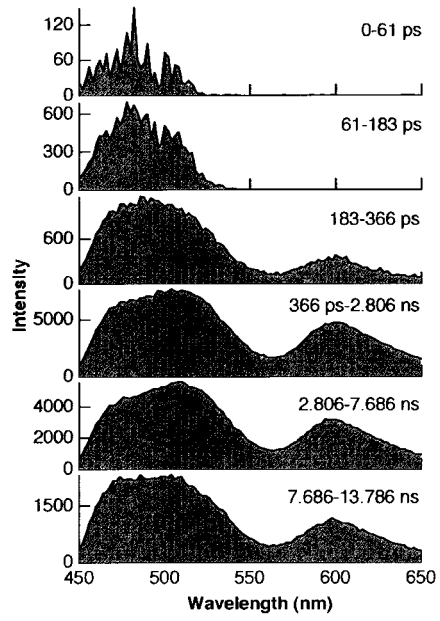 120
60
0
0-61 ps
600
300
0
61-183 ps
600
0
183-366 ps
Intensity
5000
0
366 ps-2.806 ns
4000
2000
0
2.806-7.686 ns
1500
0
7.686-13.786 ns
450 500 550 600 650
Wavelength (nm)